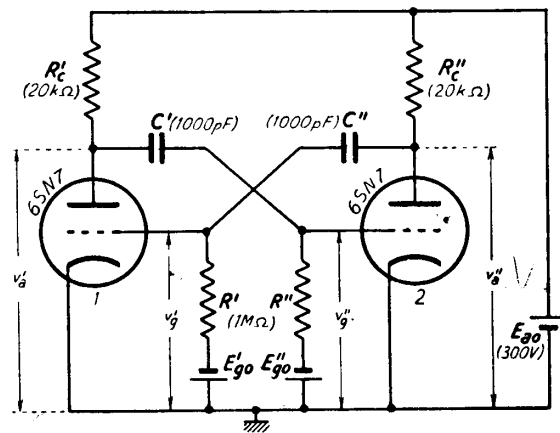 R'c
(20kΩ)
R"c
(20kΩ)
C' (1000pF)
(1000pF) C"
6SN7
6SN7
v'a
1
v'g
R'
(1MΩ)
R"
v"g
2
v"a
E'go
E"go
Eao
(300V)